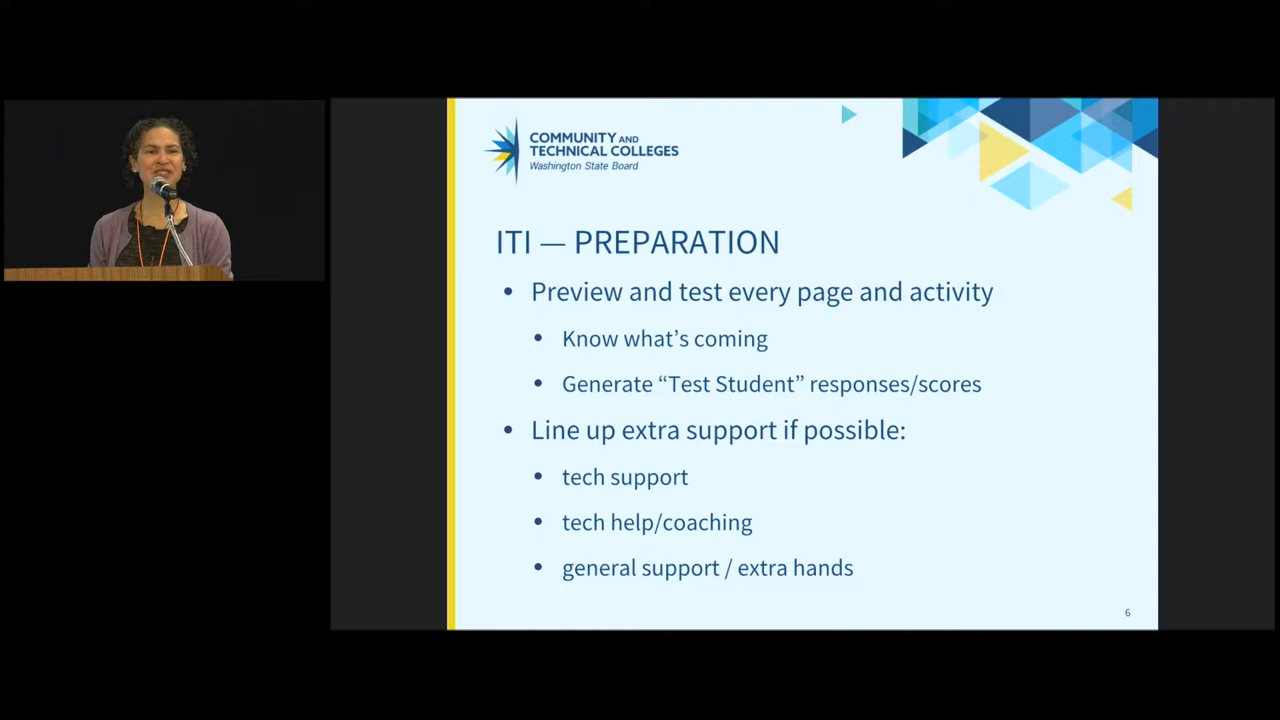 COMMUNITY AND
TECHNICAL COLLEGES
Washington State Board
ITI — PREPARATION
• Preview and test every page and activity
• Know what’s coming
• Generate “Test Student” responses/scores
• Line up extra support if possible:
• tech support
• tech help/coaching
• general support / extra hands
6